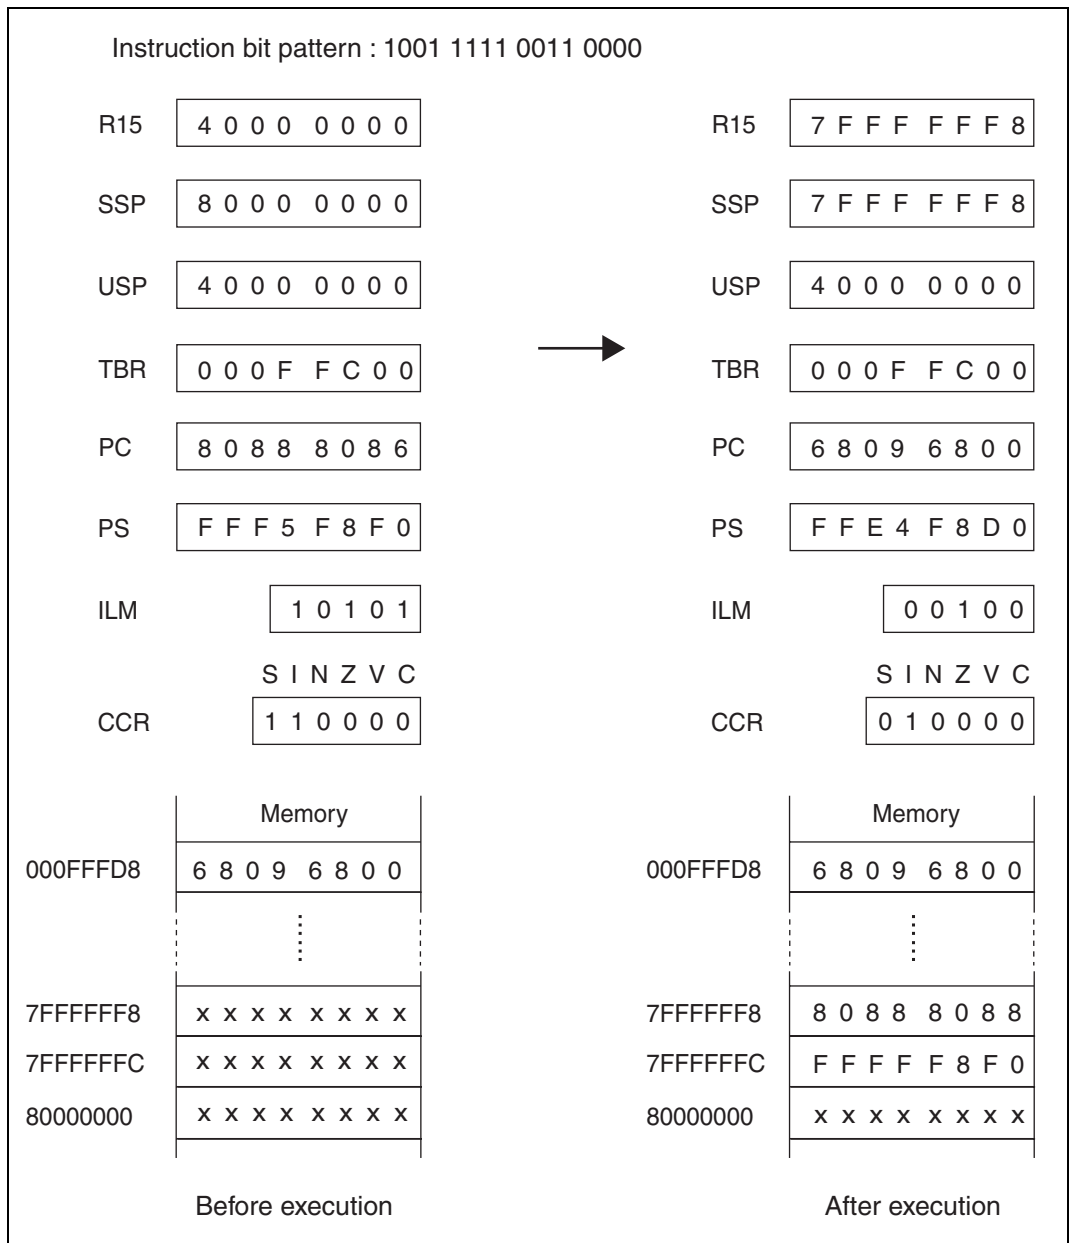 Instruction bit pattern : 1001 1111 0011 0000
R15 4 0 0 0 0 0 0 0 R15 7 F F F F F F 8
SSP 8 0 0 0 0 0 0 0 SSP 7 F F F F F F 8
USP 4 0 0 0 0 0 0 0 USP 4 0 0 0 0 0 0 0
TBR 0 0 0 F F C 0 0 TBR 0 0 0 F F C 0 0
PC 8 0 8 8 8 0 8 6 PC 6 8 0 9 6 8 0 0
PS F F F 5 F 8 F 0 PS F F E 4 F 8 D 0
ILM 1 0 1 0 1 ILM 0 0 1 0 0
S I N Z V C S I N Z V C
CCR 1 1 0 0 0 0 CCR 0 1 0 0 0 0
Memory Memory
000FFFD8 6 8 0 9 6 8 0 0 000FFFD8 6 8 0 9 6 8 0 0
7FFFFFF8 x x x x x x x x 7FFFFFF8 8 0 8 8 8 0 8 8
7FFFFFFC x x x x x x x x 7FFFFFFC F F F F F 8 F 0
80000000 x x x x x x x x 80000000 x x x x x x x x
Before execution After execution